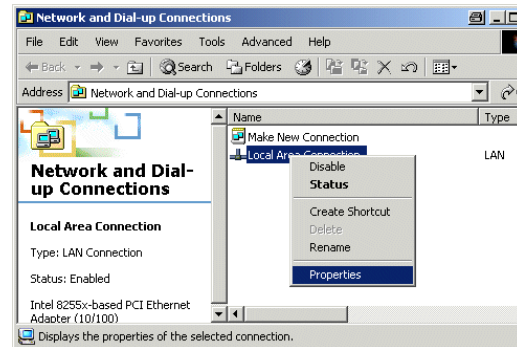 Network and Dial-up Connections
File Edit View Favorites Tools Advanced Help
Back Search Folders
Address Network and Dial-up Connections
Name Type
Make New Connection
Local Area Connection LAN
Network and Dial-
up Connections
Local Area Connection
Type: LAN Connection
Status: Enabled
Intel 8255x-based PCI Ethernet
Adapter (10/100)
Disable
Status
Create Shortcut
Delete
Rename
Properties
Displays the properties of the selected connection.